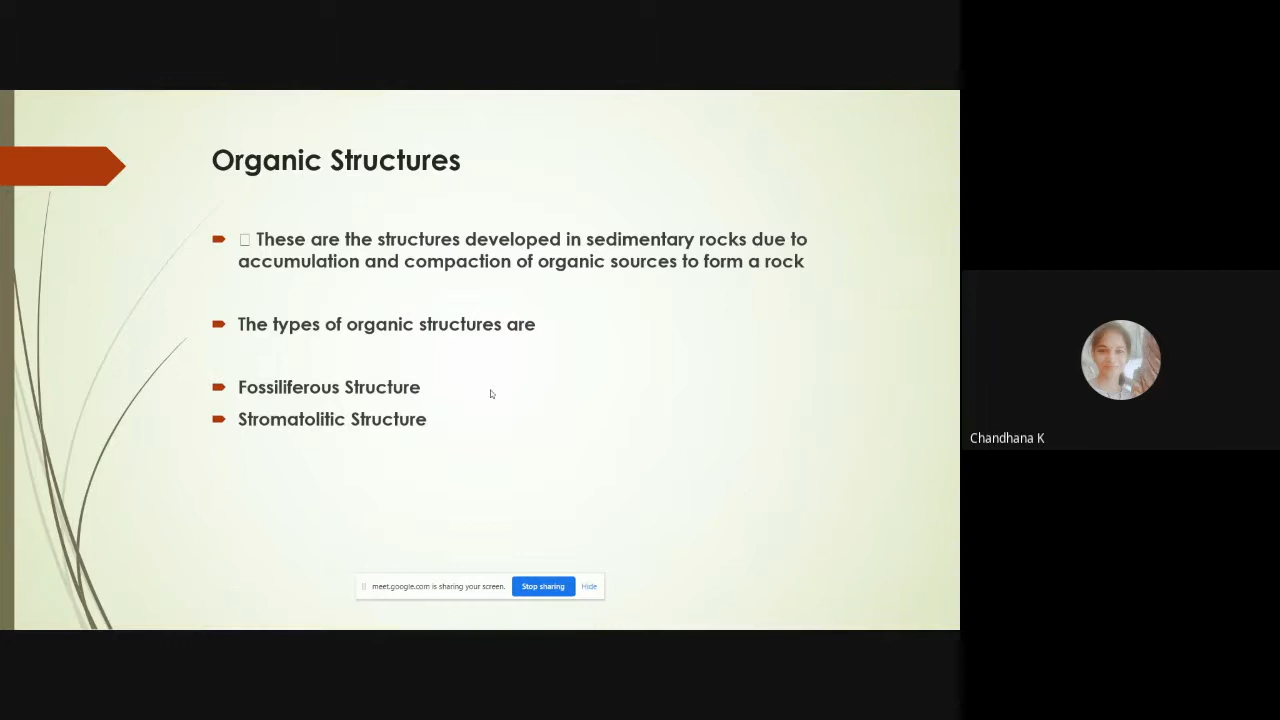 Organic Structures
□ These are the structures developed in sedimentary rocks due to
accumulation and compaction of organic sources to form a rock
The types of organic structures are
Fossiliferous Structure
Stromatolitic Structure
meet.google.com is sharing your screen. Stop sharing Hide
Chandhana K